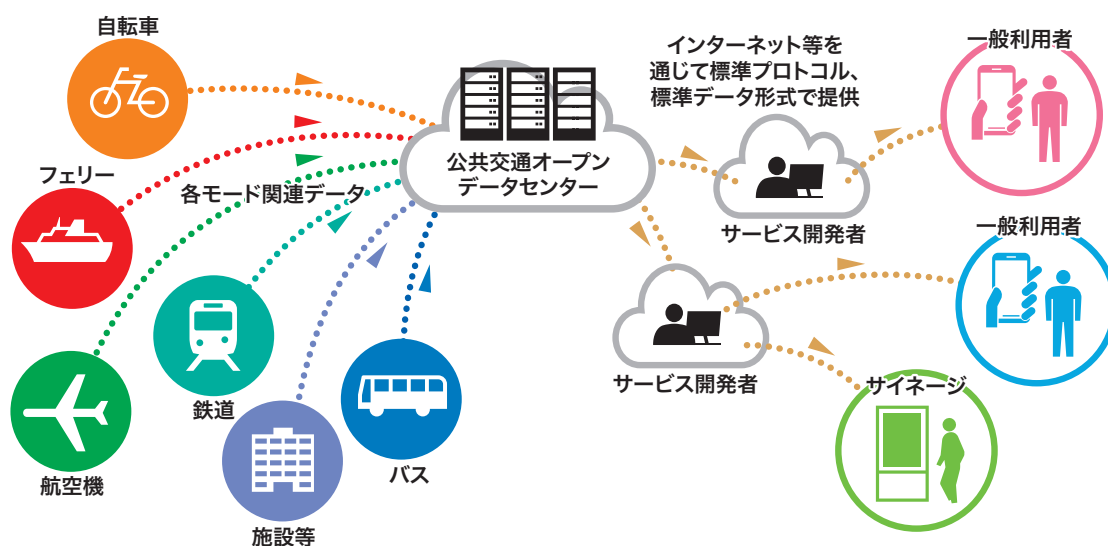 自転車
フェリー
各モード関連データ
鉄道
航空機
施設等
バス
公共交通オープン
データセンター
インターネット等を
通じて標準プロトコル、
標準データ形式で提供
サービス開発者
サービス開発者
一般利用者
一般利用者
サイネージ